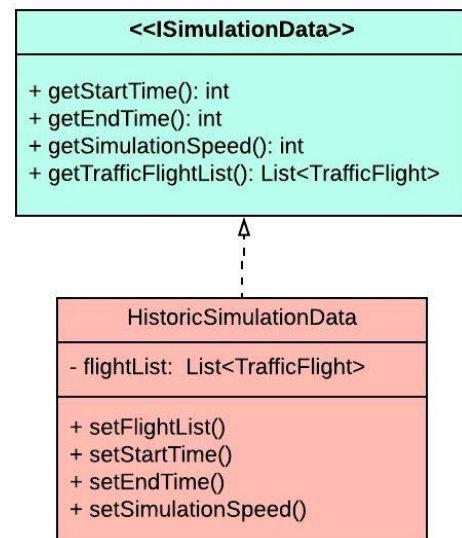 <<ISimulationData>>
+ getStartTime(): int
+ getEndTime(): int
+ getSimulationSpeed(): int
+ getTrafficFlightList(): List<TrafficFlight>
HistoricSimulationData
- flightList: List<TrafficFlight>
+ setFlightList()
+ setStartTime()
+ setEndTime()
+ setSimulationSpeed()